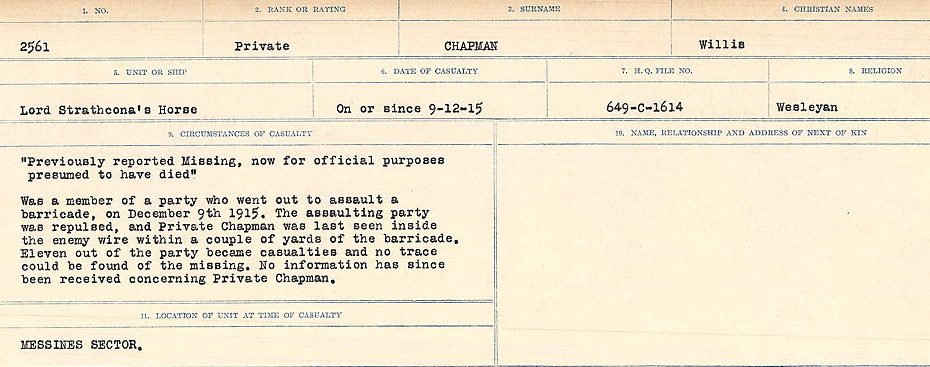 1. NO.
2. RANK OR RATING
3. SURNAME
4. CHRISTIAN NAMES
2561
Private
CHAPMAN
Willis
5. UNIT OR SHIP
6. DATE OF CASUALTY
7. H. Q. FILE NO.
8. RELIGION
Lord Strathcona's Horse
On or since 9-12-15
649-C-1614
Wesleyan
9. CIRCUMSTANCES OF CASUALTY
"Previously reported Missing, now for official purposes
presumed to have died"
Was a member of a party who went out to assault a
barricade, on December 9th 1915. The assaulting party
was repulsed, and Private Chapman was last seen inside
the enemy wire within a couple of yards of the barricade.
Eleven out of the party became casualties and no trace
could be found of the missing. No information has since
been received concerning Private Chapman.
10. NAME, RELATIONSHIP AND ADDRESS OF NEXT OF KIN
11. LOCATION OF UNIT AT TIME OF CASUALTY
MESSINES SECTOR.